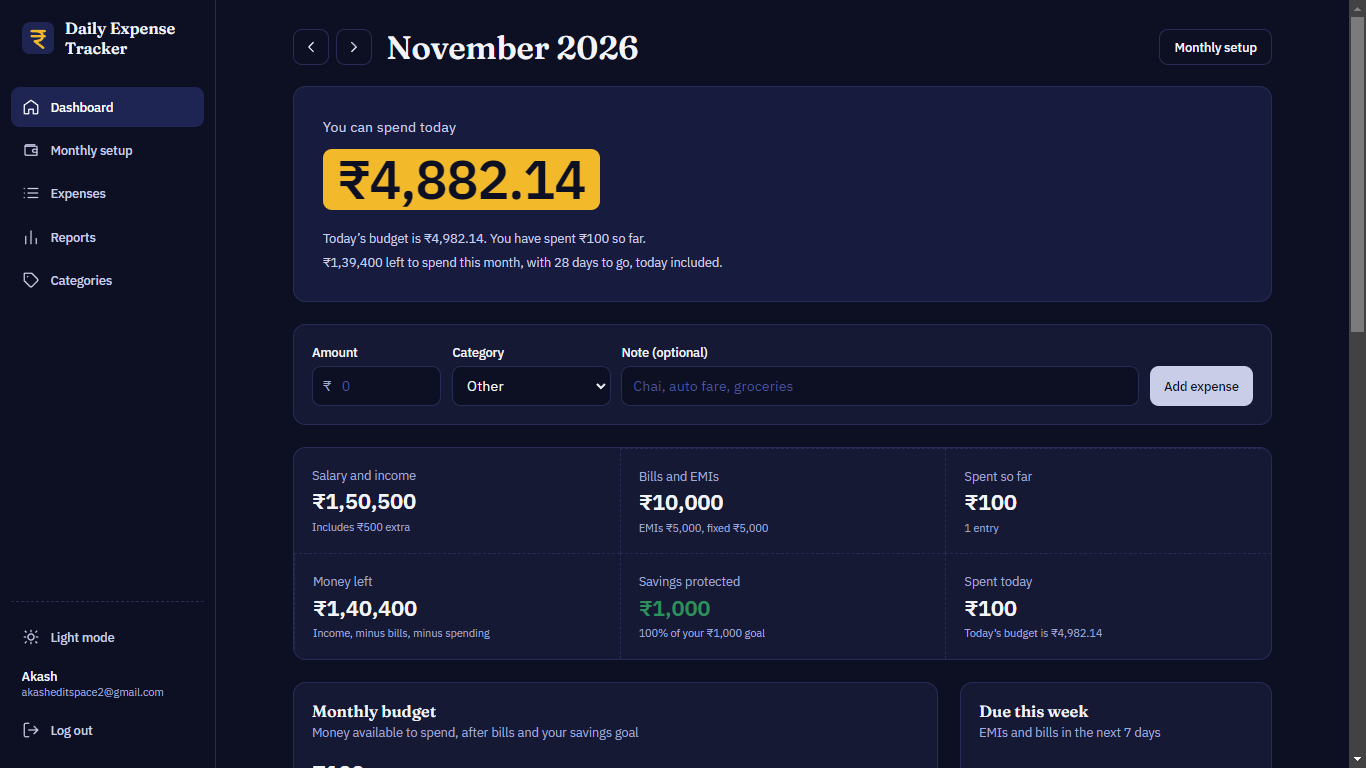 ₹
Daily Expense
Tracker
Dashboard
Monthly setup
Expenses
Reports
Categories
Light mode
Akash
akasheditspace2@gmail.com
Log out
November 2026
Monthly setup
You can spend today
₹4,882.14
Today’s budget is ₹4,982.14. You have spent ₹100 so far.
₹1,39,400 left to spend this month, with 28 days to go, today included.
Amount
Category
Note (optional)
₹ 0
Other
Chai, auto fare, groceries
Add expense
Salary and income
₹1,50,500
Includes ₹500 extra
Bills and EMIs
₹10,000
EMIs ₹5,000, fixed ₹5,000
Spent so far
₹100
1 entry
Money left
₹1,40,400
Income, minus bills, minus spending
Savings protected
₹1,000
100% of your ₹1,000 goal
Spent today
₹100
Today’s budget is ₹4,982.14
Monthly budget
Money available to spend, after bills and your savings goal
Due this week
EMIs and bills in the next 7 days